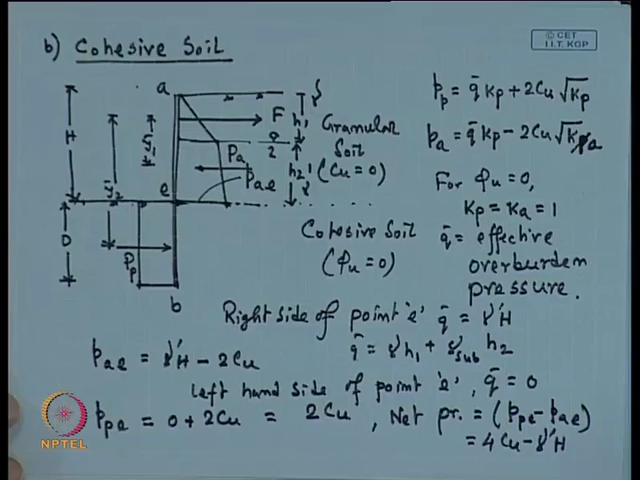 b) Cohesive Soil
© CET
I.I.T. KGP
a
H
ȳ1
ȳ2
F
h1
a/2
Pa
h2
Granular
Soil
(Cu = 0)
e
Pae
D
Pp
b
Cohesive Soil
(φu = 0)
Pp = q̄ Kp + 2Cu √Kp
Pa = q̄ Kp - 2Cu √Ka
For φu = 0,
Kp = Ka = 1
q̄ = effective
overburden
pressure.
Right side of point 'e' q̄ = γ'H
q̄ = γh1 + γsub h2
Pae = γ'H - 2Cu
Left hand side of point 'e', q̄ = 0
Ppe = 0 + 2Cu = 2Cu, Net pr. = (Ppe - Pae)
= 4Cu - γ'H
NPTEL